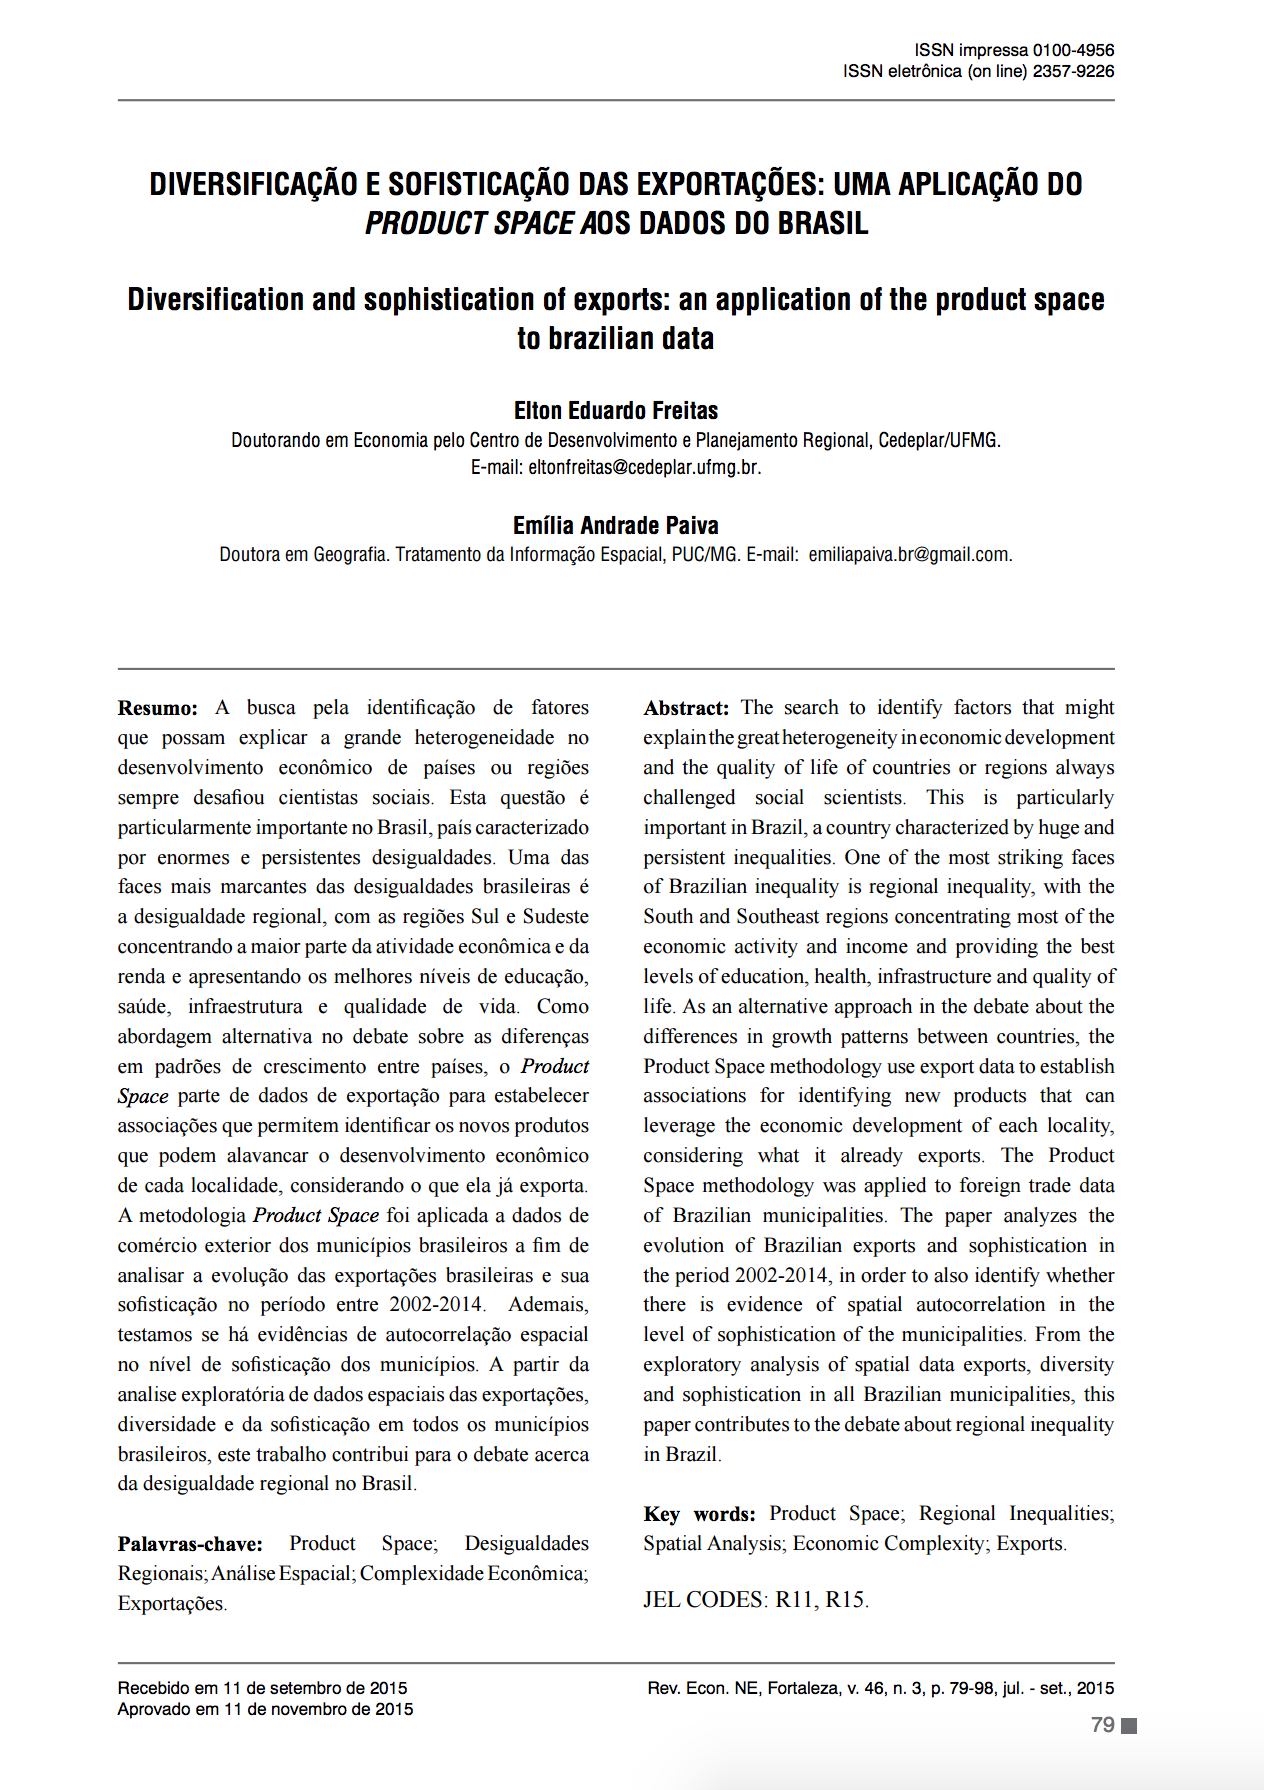 ISSN impressa 0100-4956
ISSN eletrônica (on line) 2357-9226
DIVERSIFICAÇÃO E SOFISTICAÇÃO DAS EXPORTAÇÕES: UMA APLICAÇÃO DO
PRODUCT SPACE AOS DADOS DO BRASIL
Diversification and sophistication of exports: an application of the product space
to brazilian data
Elton Eduardo Freitas
Doutorando em Economia pelo Centro de Desenvolvimento e Planejamento Regional, Cedeplar/UFMG.
E-mail: eltonfreitas@cedeplar.ufmg.br.
Emília Andrade Paiva
Doutora em Geografia. Tratamento da Informação Espacial, PUC/MG. E-mail: emiliapaiva.br@gmail.com.
Resumo: A busca pela identificação de fatores
que possam explicar a grande heterogeneidade no
desenvolvimento econômico de países ou regiões
sempre desafiou cientistas sociais. Esta questão é
particularmente importante no Brasil, país caracterizado
por enormes e persistentes desigualdades. Uma das
faces mais marcantes das desigualdades brasileiras é
a desigualdade regional, com as regiões Sul e Sudeste
concentrando a maior parte da atividade econômica e da
renda e apresentando os melhores níveis de educação,
saúde, infraestrutura e qualidade de vida. Como
abordagem alternativa no debate sobre as diferenças
em padrões de crescimento entre países, o Product
Space parte de dados de exportação para estabelecer
associações que permitem identificar os novos produtos
que podem alavancar o desenvolvimento econômico
de cada localidade, considerando o que ela já exporta.
A metodologia Product Space foi aplicada a dados de
comércio exterior dos municípios brasileiros a fim de
analisar a evolução das exportações brasileiras e sua
sofisticação no período entre 2002-2014. Ademais,
testamos se há evidências de autocorrelação espacial
no nível de sofisticação dos municípios. A partir da
analise exploratória de dados espaciais das exportações,
diversidade e da sofisticação em todos os municípios
brasileiros, este trabalho contribui para o debate acerca
da desigualdade regional no Brasil.
Palavras-chave: Product Space; Desigualdades
Regionais; Análise Espacial; Complexidade Econômica;
Exportações.
Abstract: The search to identify factors that might
explain the great heterogeneity in economic development
and the quality of life of countries or regions always
challenged social scientists. This is particularly
important in Brazil, a country characterized by huge and
persistent inequalities. One of the most striking faces
of Brazilian inequality is regional inequality, with the
South and Southeast regions concentrating most of the
economic activity and income and providing the best
levels of education, health, infrastructure and quality of
life. As an alternative approach in the debate about the
differences in growth patterns between countries, the
Product Space methodology use export data to establish
associations for identifying new products that can
leverage the economic development of each locality,
considering what it already exports. The Product
Space methodology was applied to foreign trade data
of Brazilian municipalities. The paper analyzes the
evolution of Brazilian exports and sophistication in
the period 2002-2014, in order to also identify whether
there is evidence of spatial autocorrelation in the
level of sophistication of the municipalities. From the
exploratory analysis of spatial data exports, diversity
and sophistication in all Brazilian municipalities, this
paper contributes to the debate about regional inequality
in Brazil.
Key words: Product Space; Regional Inequalities;
Spatial Analysis; Economic Complexity; Exports.
JEL CODES: R11, R15.
Recebido em 11 de setembro de 2015
Aprovado em 11 de novembro de 2015
Rev. Econ. NE, Fortaleza, v. 46, n. 3, p. 79-98, jul. - set., 2015
79